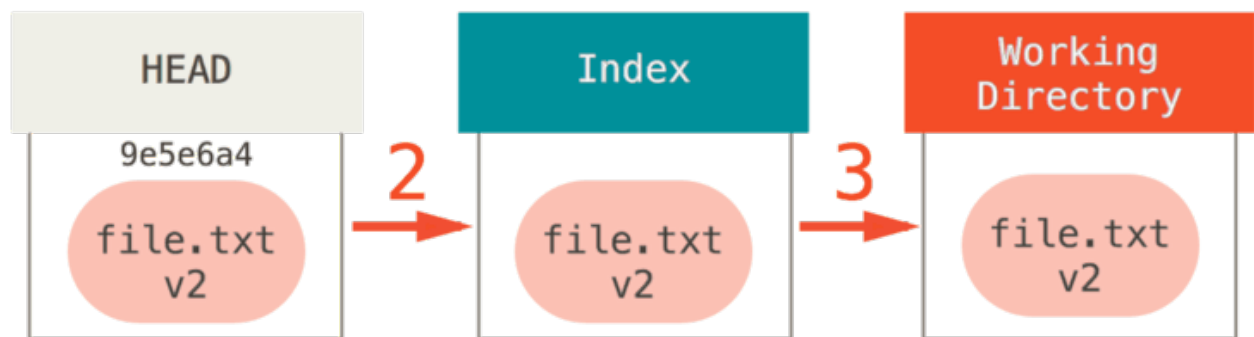 HEAD
Index
Working
Directory
9e5e6a4
2
3
file.txt
v2
file.txt
v2
file.txt
v2